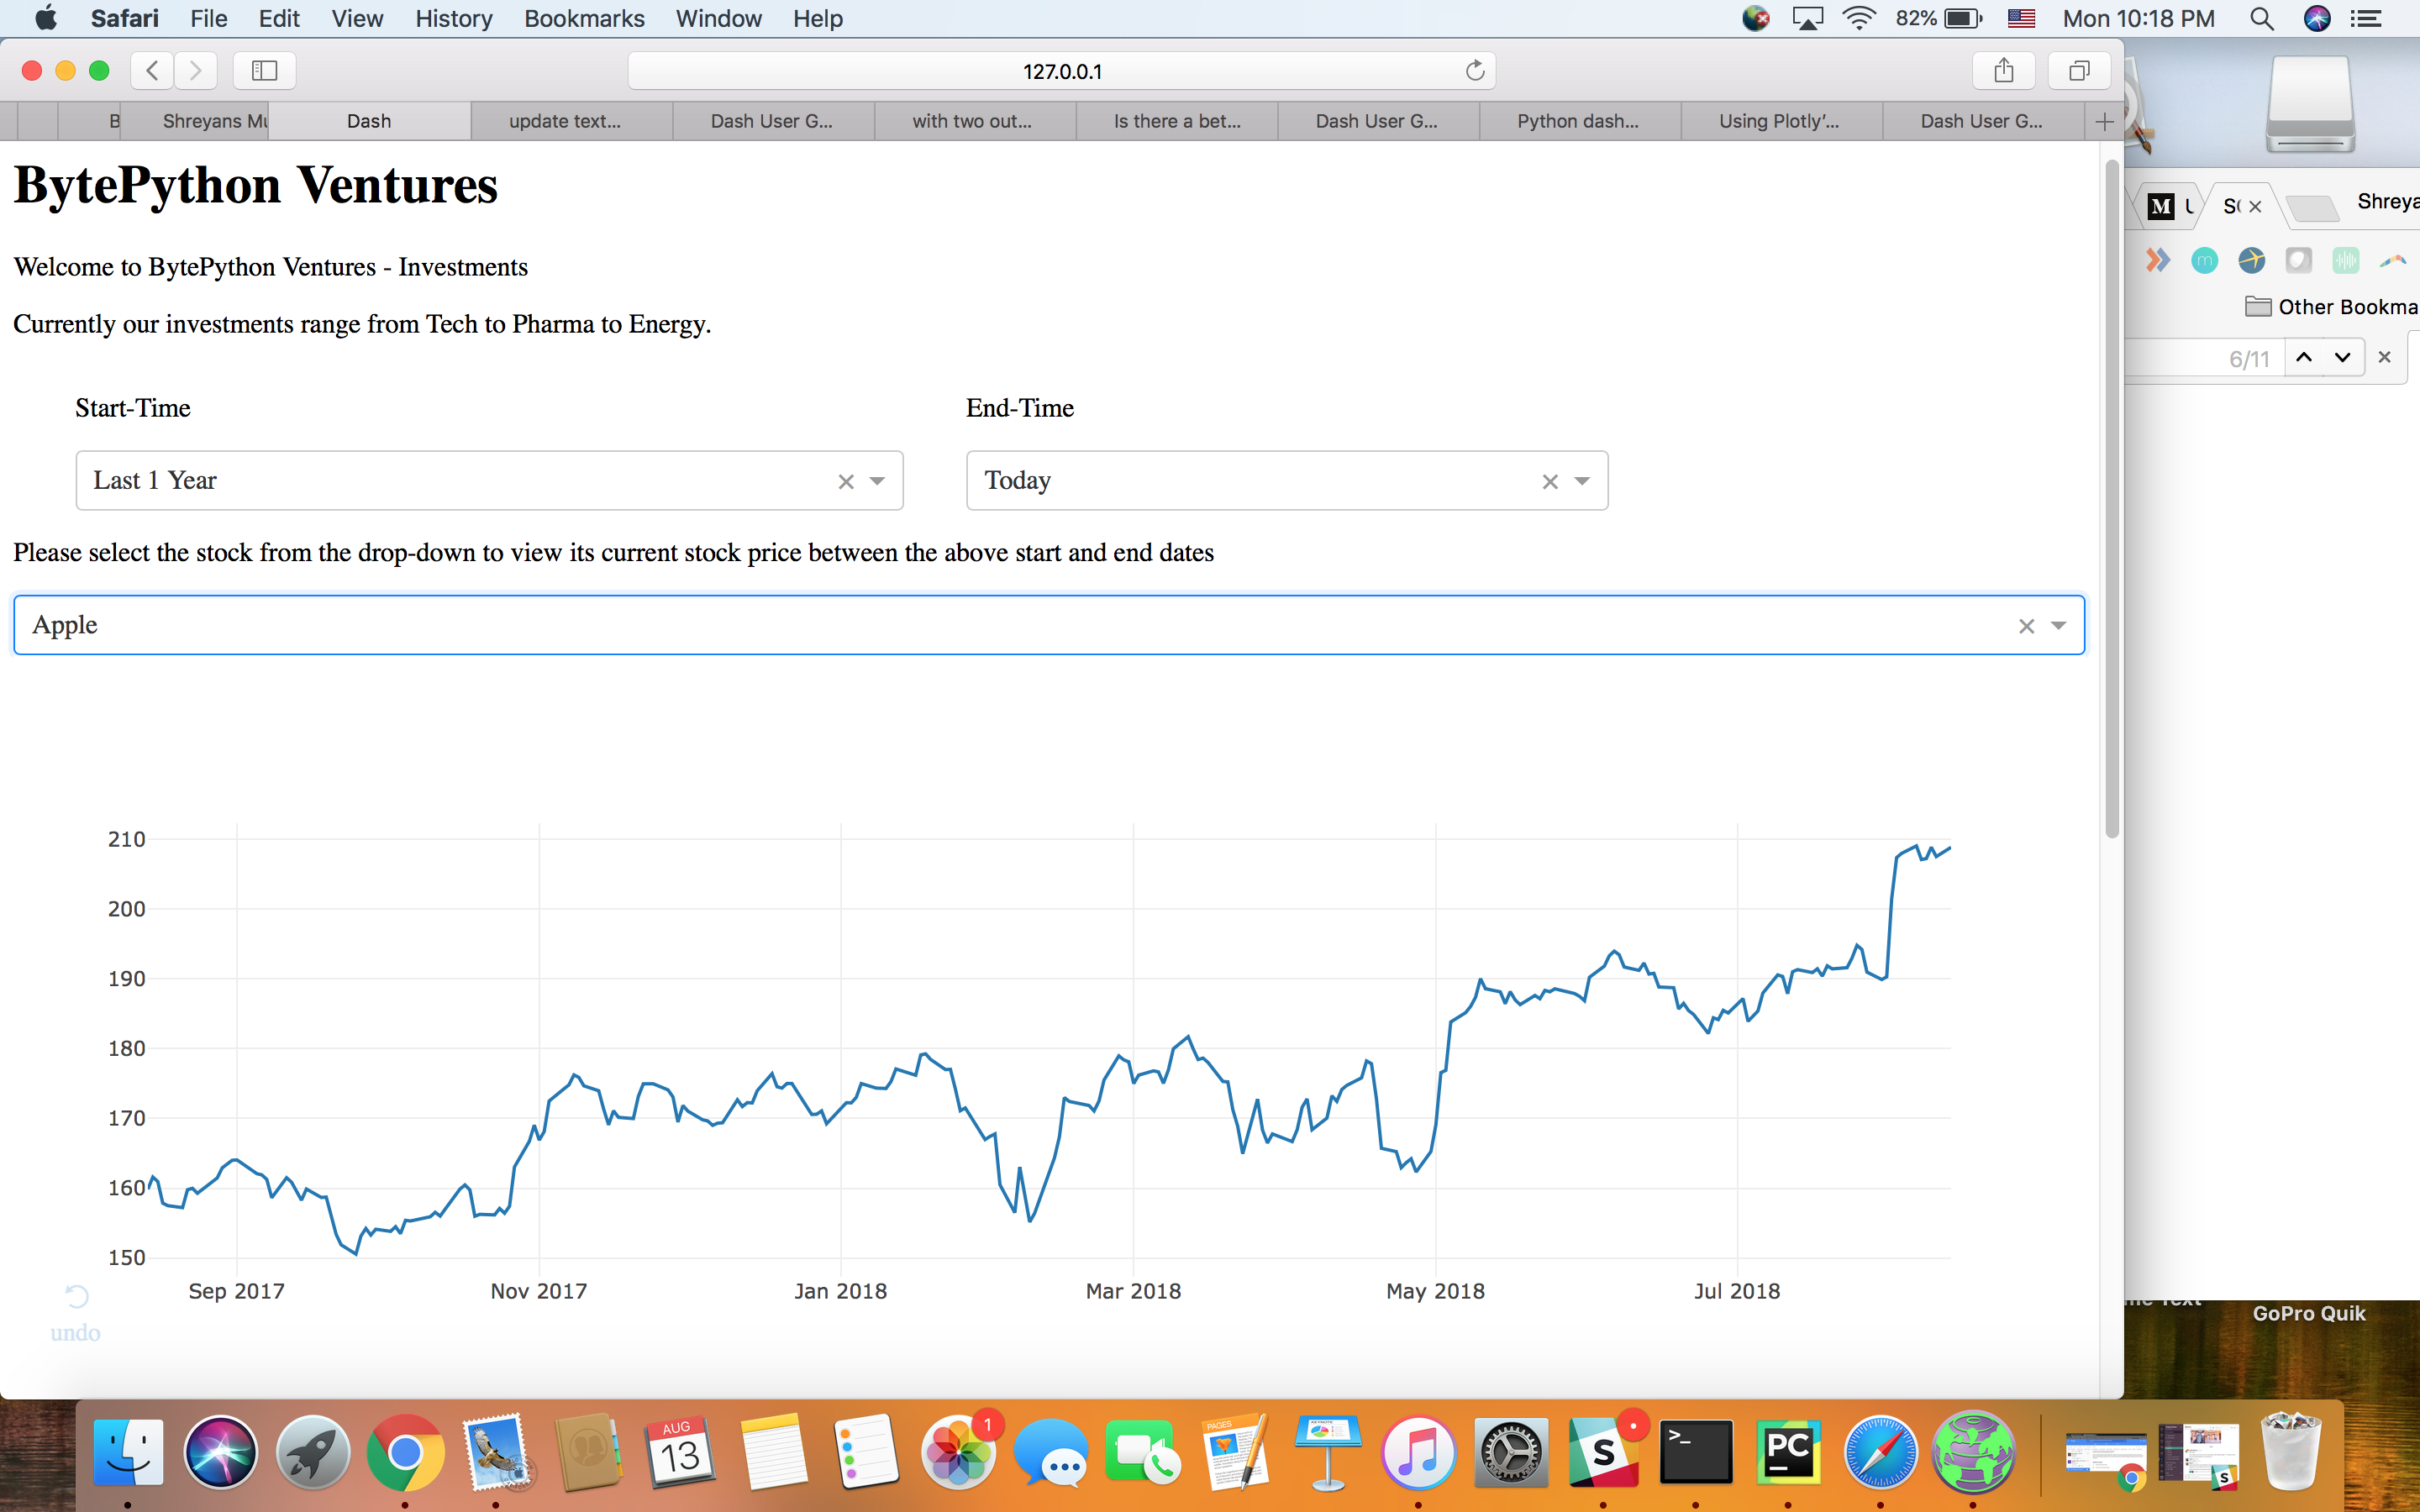 Safari File Edit View History Bookmarks Window Help 82% Mon 10:18 PM
127.0.0.1
B Shreyans Mu Dash update text... Dash User G... with two out... Is there a bet... Dash User G... Python dash... Using Plotly'... Dash User G...
BytePython Ventures
Welcome to BytePython Ventures - Investments
Currently our investments range from Tech to Pharma to Energy.
Start-Time End-Time
Last 1 Year Today
Please select the stock from the drop-down to view its current stock price between the above start and end dates
Apple
210
200
190
180
170
160
150
Sep 2017 Nov 2017 Jan 2018 Mar 2018 May 2018 Jul 2018
undo
M
Shreya
m
Other Bookma
6/11
GoPro Quik
AUG
13
1
PAGES
KEYNOTE
S
>_
PC
S